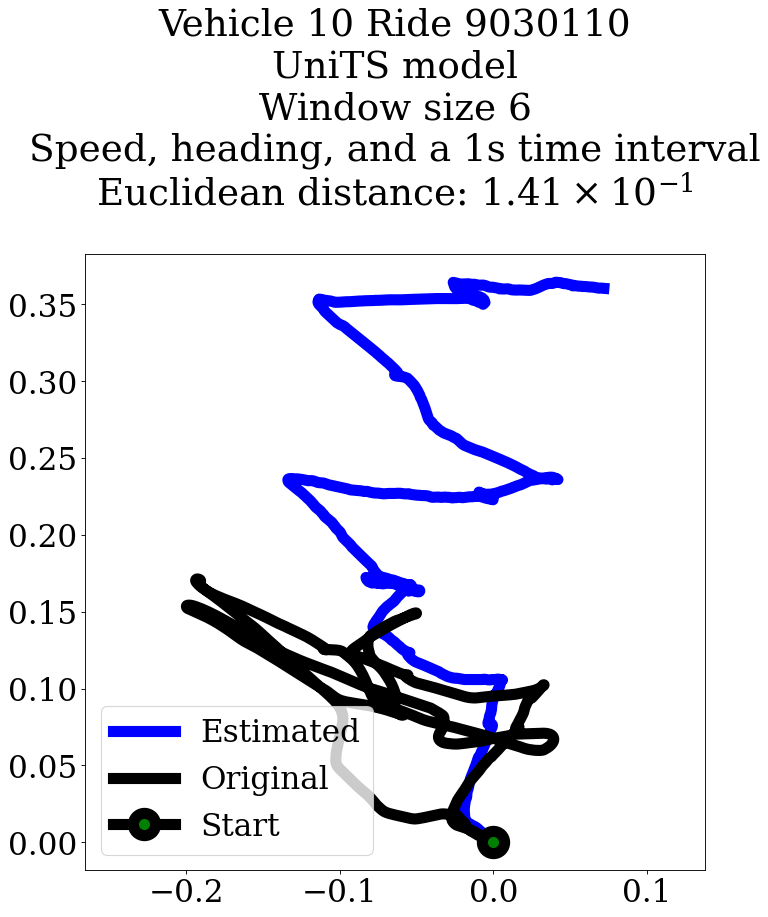 Vehicle 10 Ride 9030110
UniTS model
Window size 6
Speed, heading, and a 1s time interval
Euclidean distance: 1.41 × 10⁻¹
0.35
0.30
0.25
0.20
0.15
0.10
0.05
0.00
Estimated
Original
Start
−0.2 −0.1 0.0 0.1